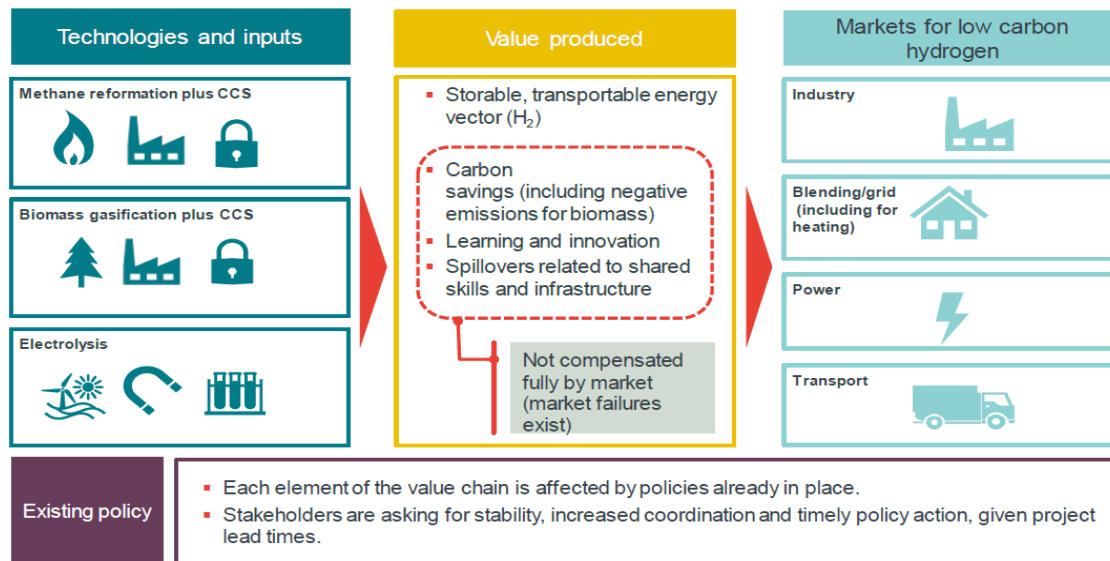 Technologies and inputs
Methane reformation plus CCS
Biomass gasification plus CCS
Electrolysis
Value produced
▪ Storable, transportable energy
vector (H₂)
▪ Carbon
savings (including negative
emissions for biomass)
▪ Learning and innovation
▪ Spillovers related to shared
skills and infrastructure
Not compensated
fully by market
(market failures
exist)
Markets for low carbon
hydrogen
Industry
Blending/grid
(including for
heating)
Power
Transport
Existing policy
▪ Each element of the value chain is affected by policies already in place.
▪ Stakeholders are asking for stability, increased coordination and timely policy action, given project
lead times.